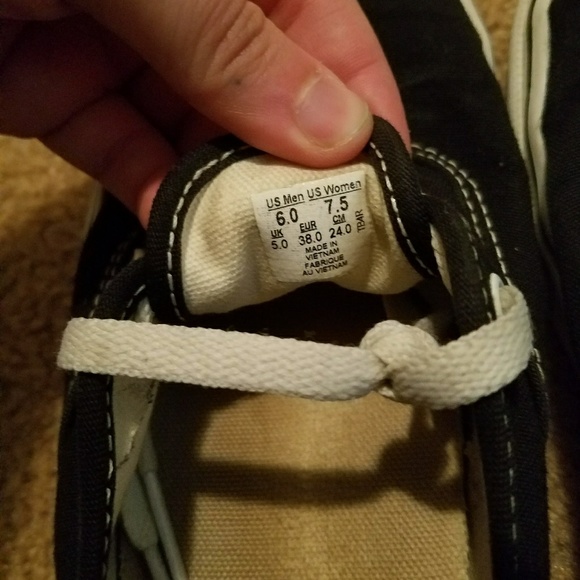 US Men US Women
6.0 7.5
UK EUR CM
5.0 38.0 24.0
MADE IN
VIETNAM
FABRIQUE
AU VIETNAM
TBAR